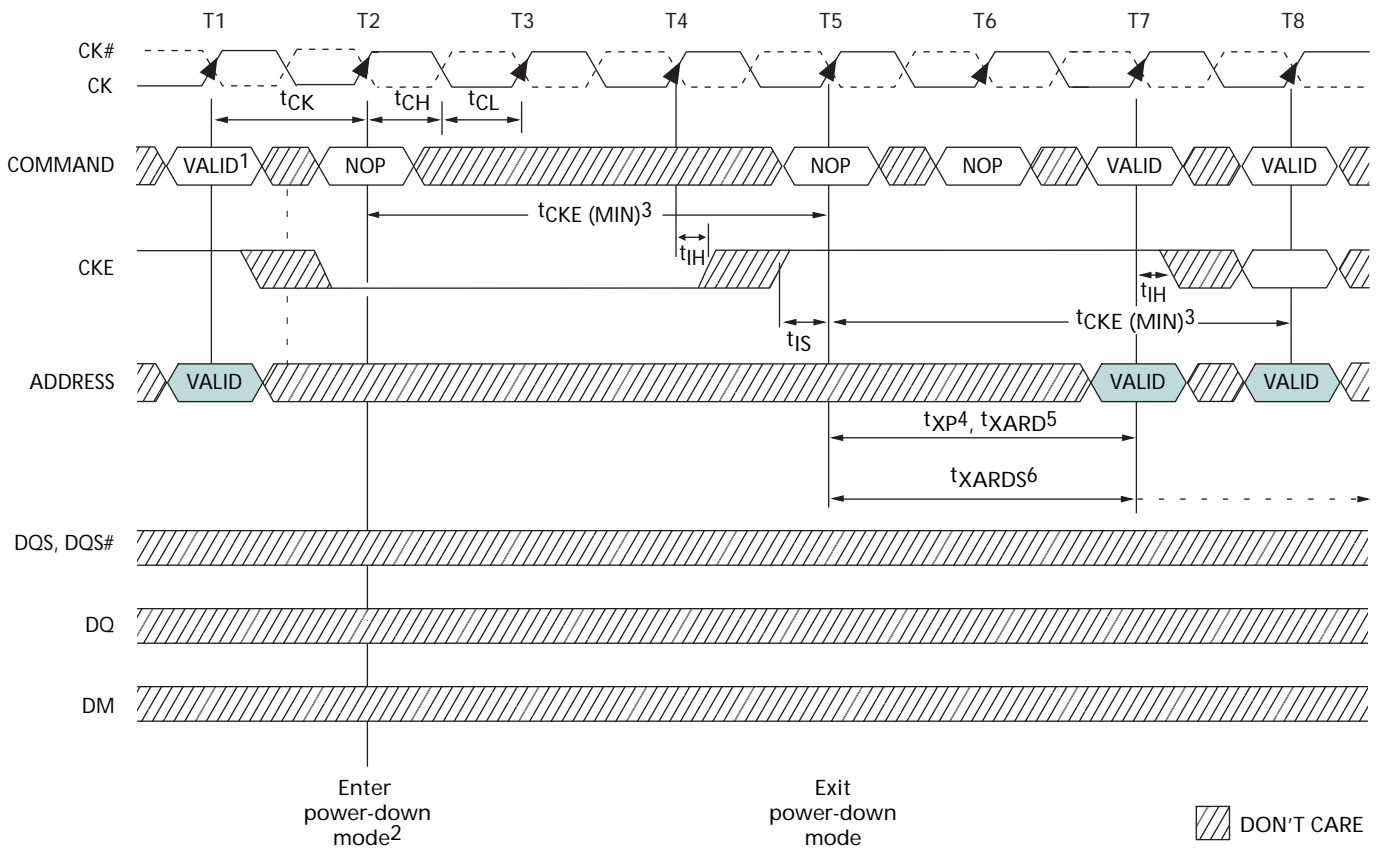 T1 T2 T3 T4 T5 T6 T7 T8
CK#
CK
tCK tCH tCL
COMMAND VALID1 NOP NOP NOP VALID VALID
tCKE (MIN)3
CKE tIH tIH
tIS tCKE (MIN)3
ADDRESS VALID VALID VALID
tXP4, tXARD5
tXARDS6
DQS, DQS#
DQ
DM
Enter
power-down
mode2
Exit
power-down
mode
DON'T CARE